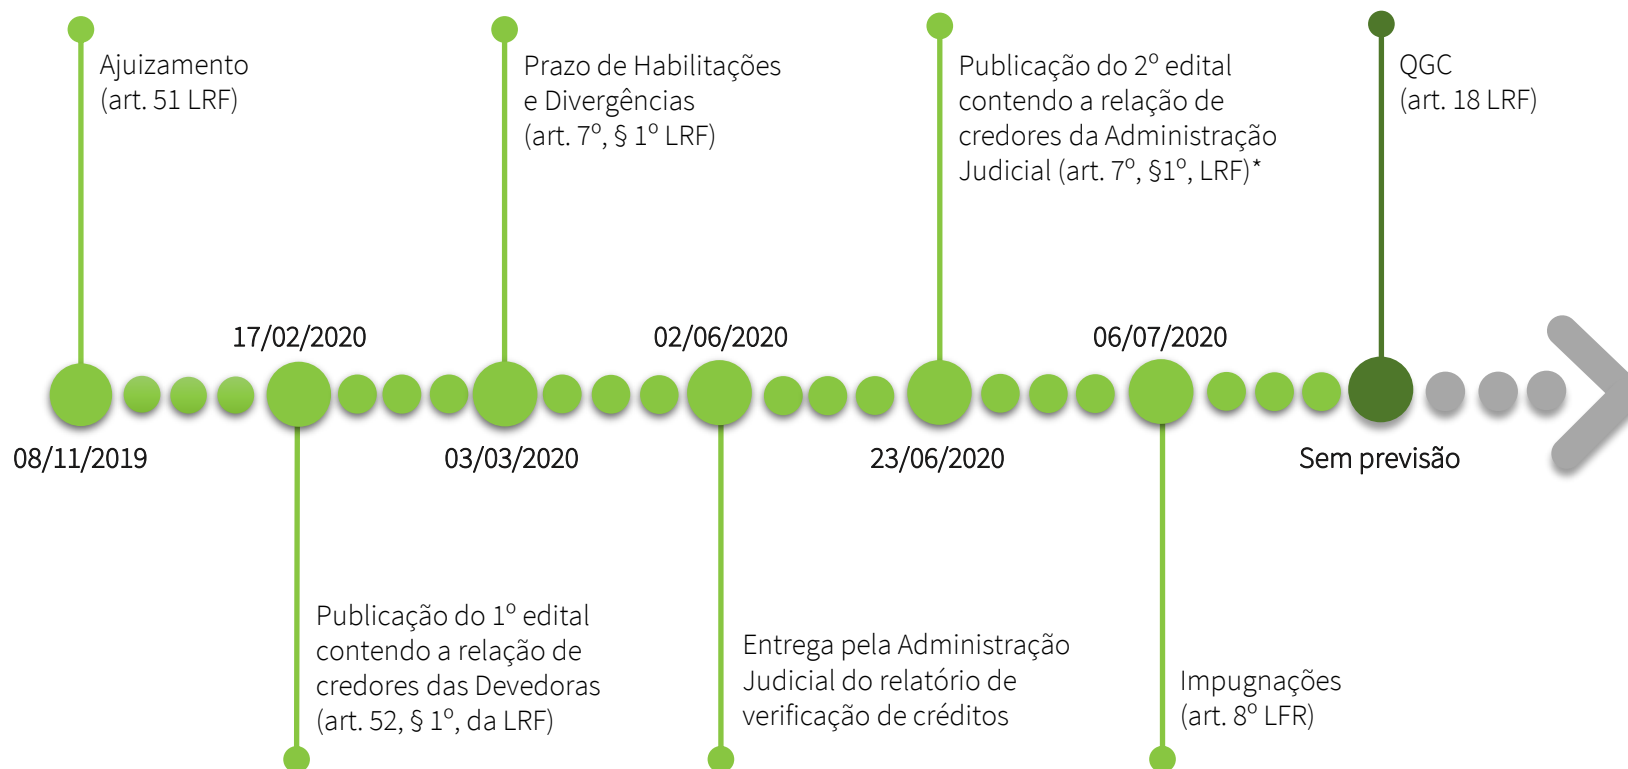 Ajuizamento
(art. 51 LRF)
Prazo de Habilitações
e Divergências
(art. 7º, § 1º LRF)
Publicação do 2º edital
contendo a relação de
credores da Administração
Judicial (art. 7º, §1º, LRF)*
QGC
(art. 18 LRF)
17/02/2020
02/06/2020
06/07/2020
08/11/2019
03/03/2020
23/06/2020
Sem previsão
Publicação do 1º edital
contendo a relação de
credores das Devedoras
(art. 52, § 1º, da LRF)
Entrega pela Administração
Judicial do relatório de
verificação de créditos
Impugnações
(art. 8º LFR)